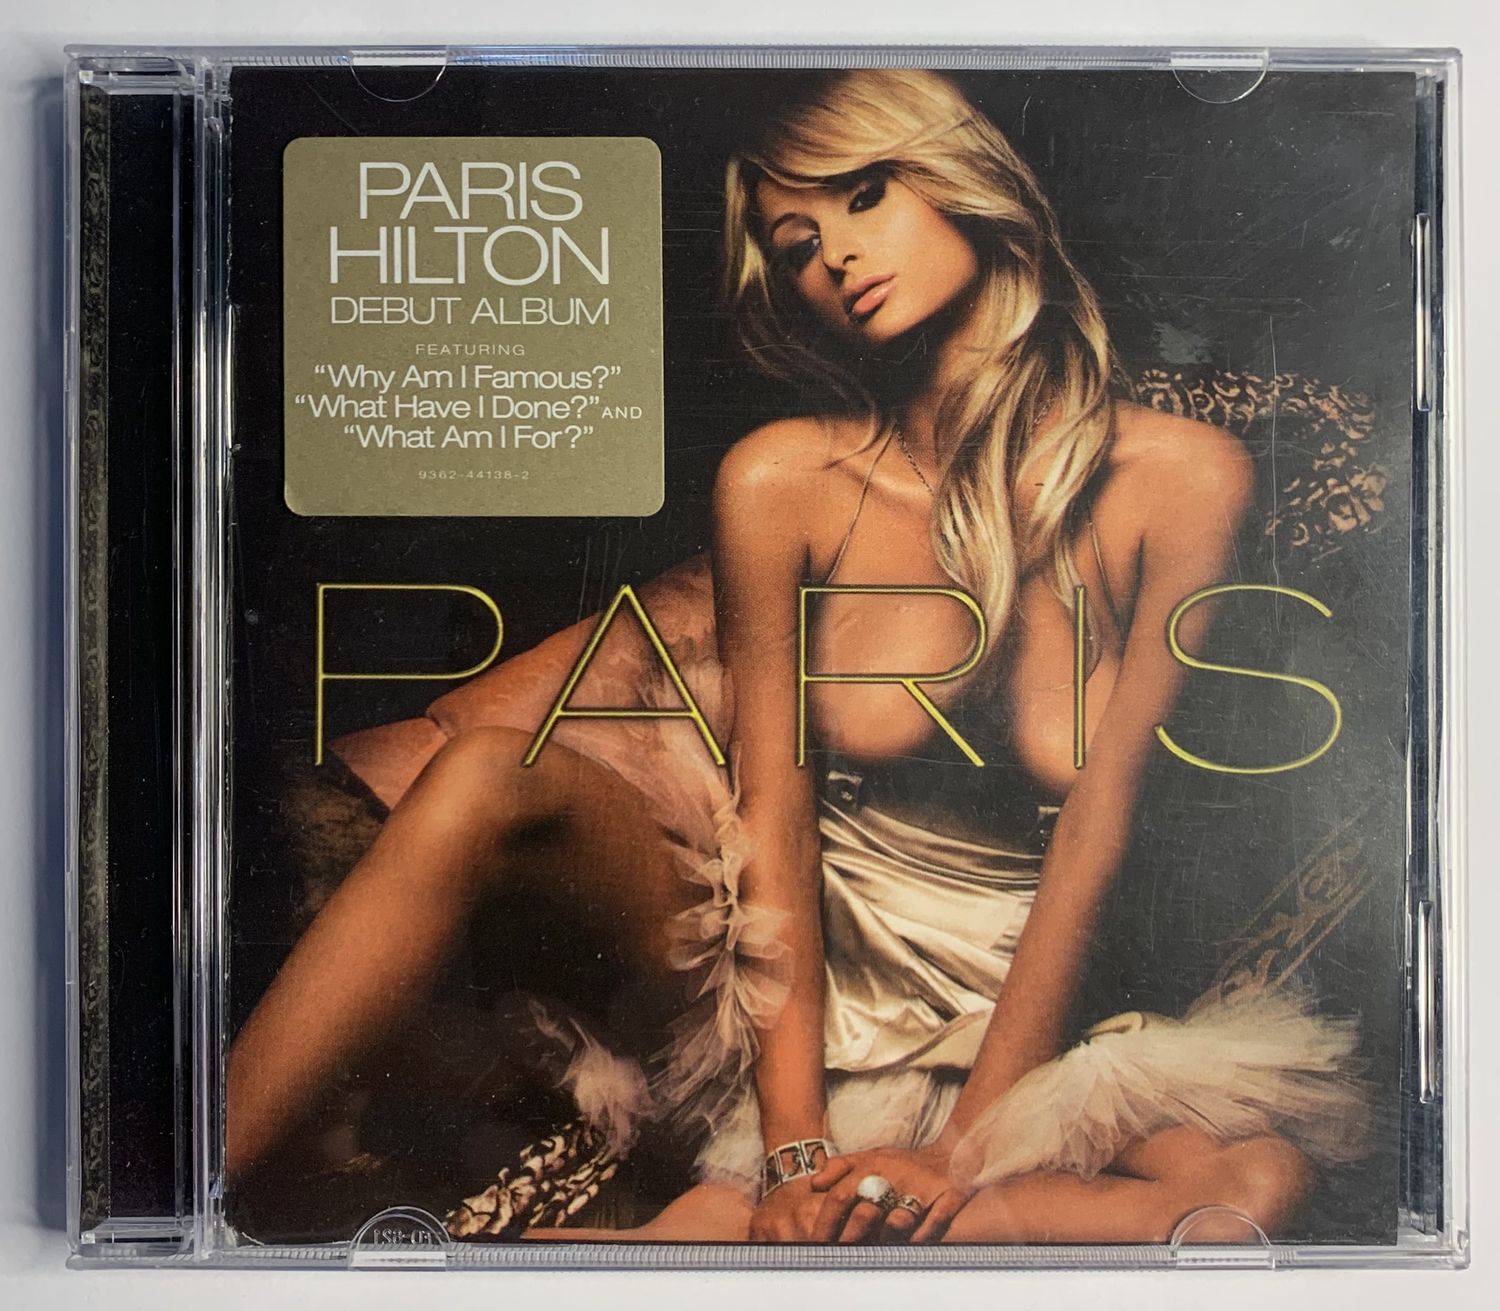 PARIS
HILTON
DEBUT ALBUM
FEATURING
“Why Am I Famous?”
“What Have I Done?” AND
“What Am I For?”
9362-44138-2
PARIS